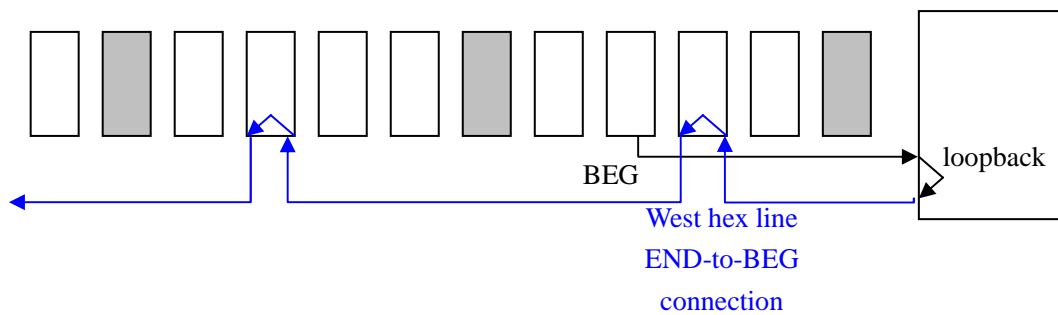 loopback
BEG
West hex line
END-to-BEG
connection